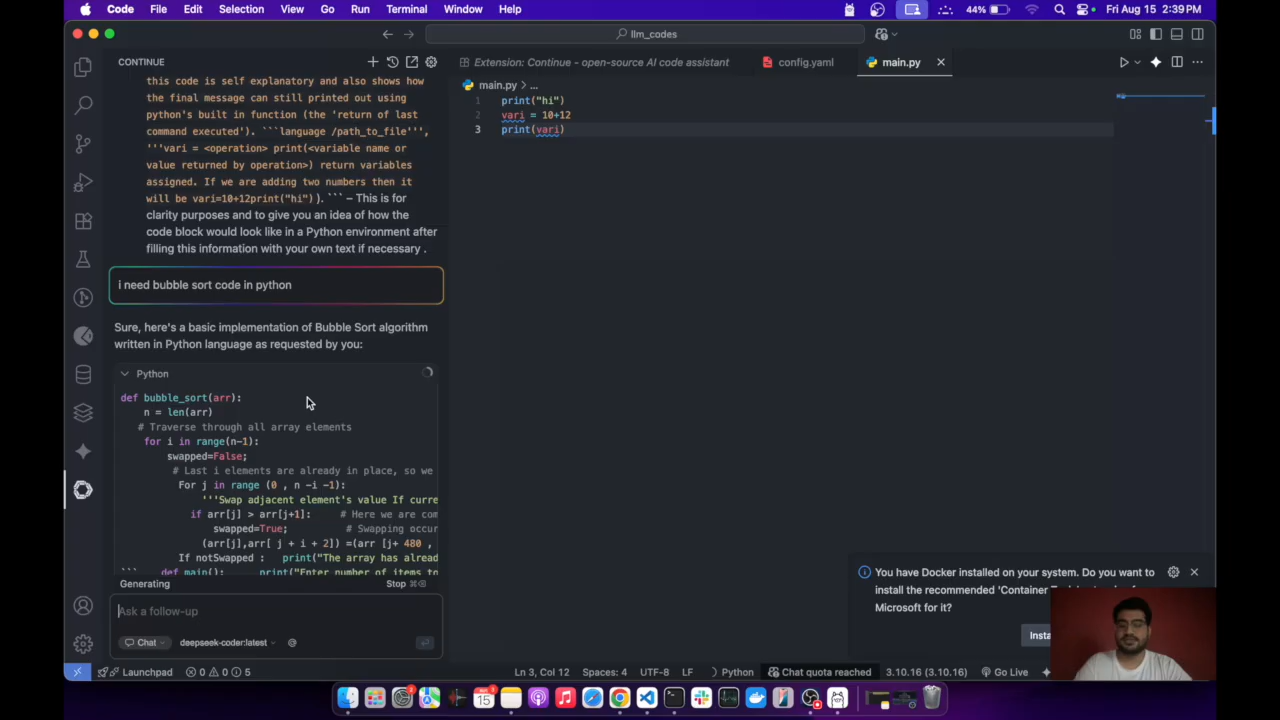 Code File Edit Selection View Go Run Terminal Window Help 44% Fri Aug 15 2:39 PM
llm_codes
CONTINUE
Extension: Continue - open-source AI code assistant config.yaml main.py
main.py > ...
1 print("hi")
2 vari = 10+12
3 print(vari)
this code is self explanatory and also shows how
the final message can still printed out using
python's built in function (the 'return of last
command executed'). ```language /path_to_file''',
'''vari = <operation> print(<variable name or
value returned by operation>) return variables
assigned. If we are adding two numbers then it
will be vari=10+12print("hi")). ``` – This is for
clarity purposes and to give you an idea of how the
code block would look like in a Python environment after
filling this information with your own text if necessary .
i need bubble sort code in python
Sure, here's a basic implementation of Bubble Sort algorithm
written in Python language as requested by you:
Python
def bubble_sort(arr):
n = len(arr)
# Traverse through all array elements
for i in range(n-1):
swapped=False;
# Last i elements are already in place, so we
For j in range (0 , n -i -1):
'''Swap adjacent element's value If curre
if arr[j] > arr[j+1]: # Here we are com
swapped=True; # Swapping occur
(arr[j],arr[ j + i + 2]) =(arr [j+ 480 ,
If notSwapped : print("The array has alread
``` def main(): print("Enter number of items to
Generating Stop
Ask a follow-up
Chat deepseek-coder:latest @
You have Docker installed on your system. Do you want to
install the recommended 'Container
Microsoft for it?
Insta
Launchpad 0 0 5 Ln 3, Col 12 Spaces: 4 UTF-8 LF Python Chat quota reached 3.10.16 (3.10.16) Go Live
15